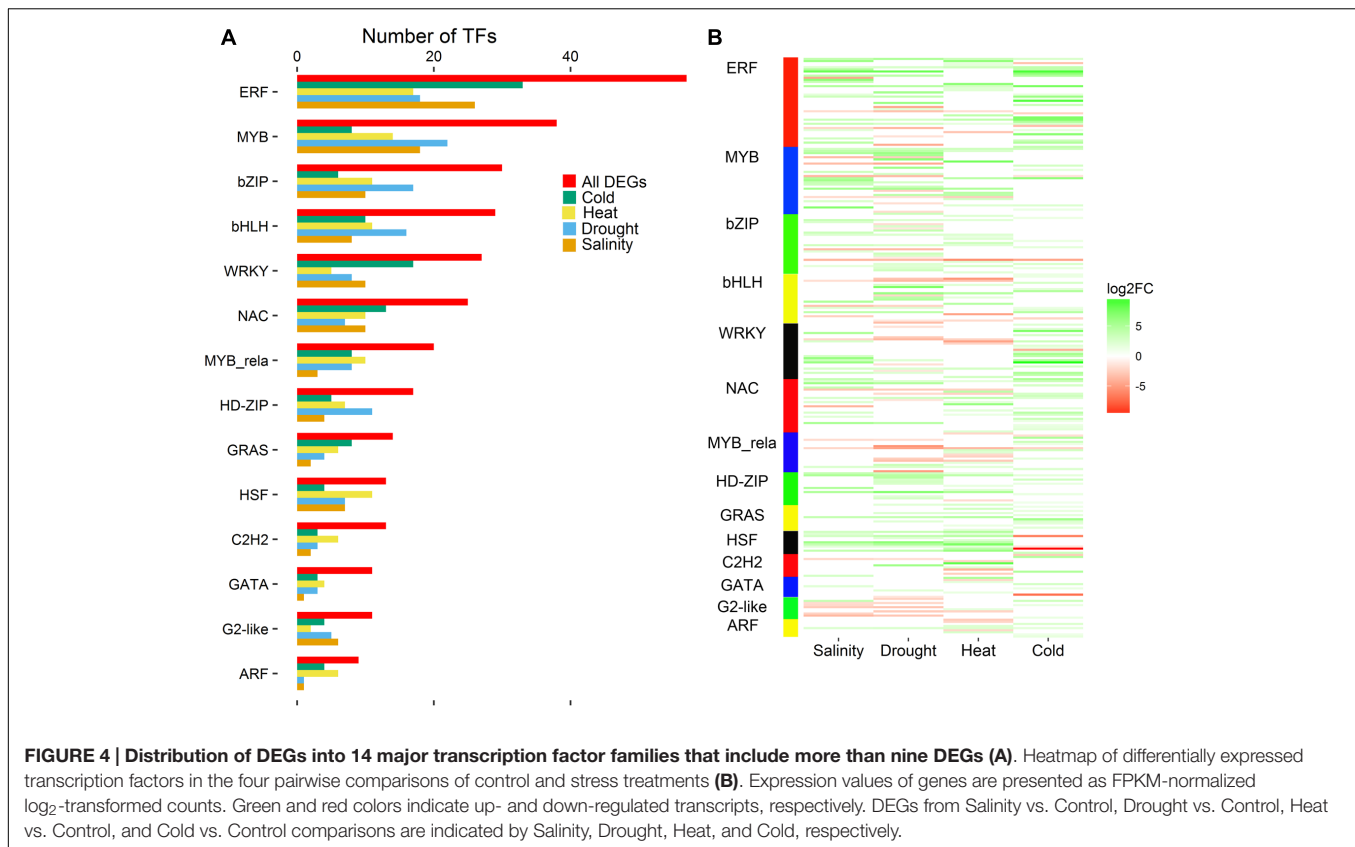 A
Number of TFs
0 20 40
ERF
MYB
bZIP
bHLH
WRKY
NAC
MYB_rela
HD-ZIP
GRAS
HSF
C2H2
GATA
G2-like
ARF
All DEGs
Cold
Heat
Drought
Salinity
B
ERF
MYB
bZIP
bHLH
WRKY
NAC
MYB_rela
HD-ZIP
GRAS
HSF
C2H2
GATA
G2-like
ARF
Salinity Drought Heat Cold
log2FC
5
0
-5
FIGURE 4 | Distribution of DEGs into 14 major transcription factor families that include more than nine DEGs (A). Heatmap of differentially expressed
transcription factors in the four pairwise comparisons of control and stress treatments (B). Expression values of genes are presented as FPKM-normalized
log₂-transformed counts. Green and red colors indicate up- and down-regulated transcripts, respectively. DEGs from Salinity vs. Control, Drought vs. Control, Heat
vs. Control, and Cold vs. Control comparisons are indicated by Salinity, Drought, Heat, and Cold, respectively.